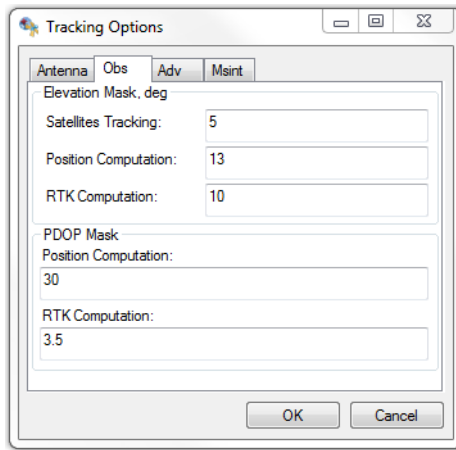 Tracking Options
Antenna Obs Adv Msint
Elevation Mask, deg
Satellites Tracking: 5
Position Computation: 13
RTK Computation: 10
PDOP Mask
Position Computation:
30
RTK Computation:
3.5
OK Cancel